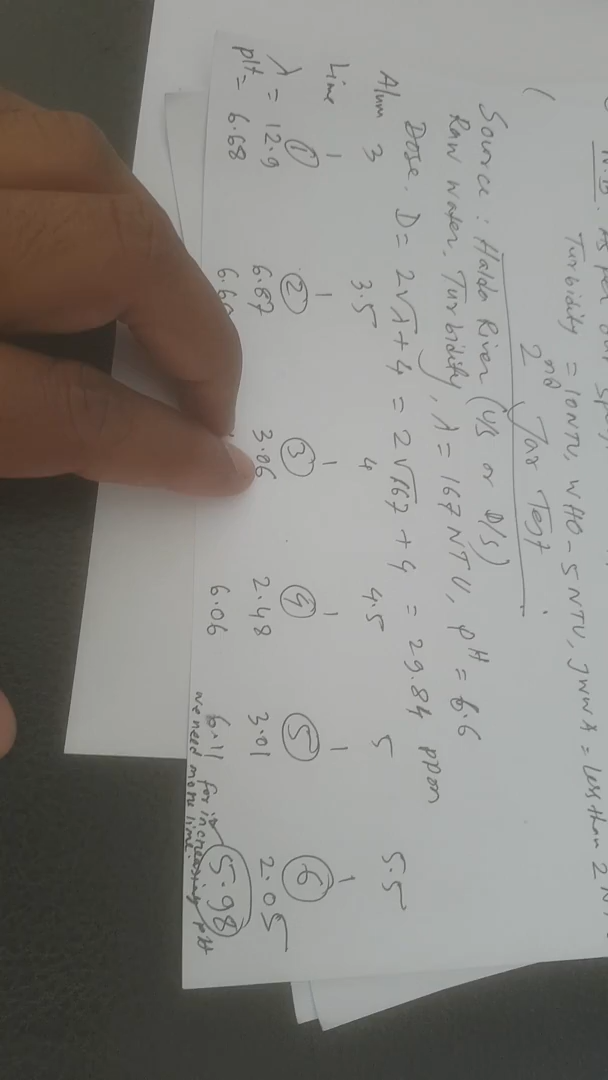 N.B. As per our
Turbidity = 10NTU, WHO - 5NTU, JWWA = Less than 2 N
2nd Jar Test
Source: Halda River (4/s or D/s)
Raw water. Turbidity, λ = 167 NTU, pH = 6.6
Dose. D = 2√λ + 4 = 2√167 + 4 = 29.84 ppm
Alum 3 3.5 4 4.5 5 5.5
Lime 1 1 1 1 1 1
① ② ③ ④ ⑤ ⑥
λ = 12.9 6.87 3.06 2.48 3.01 2.05
pH = 6.68 6.06 6.11 5.98
for increasing pH
we need more lime.